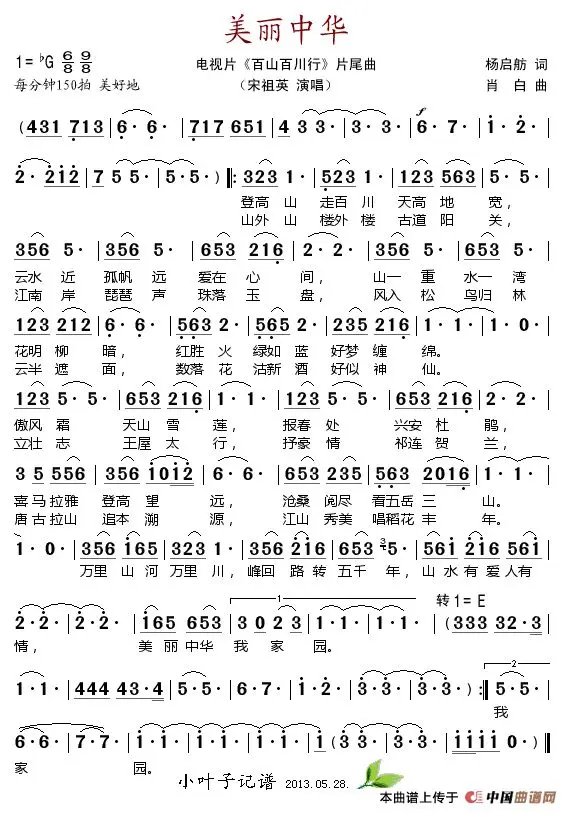 美丽中华
1=♭G 6/8 9/8 电视片《百山百川行》片尾曲 杨启舫 词
每分钟150拍 美好地 （宋祖英 演唱） 肖白 曲
(431 713 | 6· 6· | 717 651 | 4 3 3· | 3· 3· | 6· 7· | 1· 2· |
2· 212 | 7 5 5· | 5· 5· ) ‖: 323 1· | 523 1· | 123 563 | 5· 5· |
登高山 走百川 天高地宽，
山外山 楼外楼 古道阳关，
356 5· | 356 5· | 653 216 | 2· 2· | 323 1· | 653 5· |
云水近 孤帆远 爱在心间， 山一重 水一湾
江南岸 琵琶声 珠落玉盘， 风入松 鸟归林
123 212 | 6· 6· | 563 2· | 565 2· | 235 216 | 1· 1· | 1· 0 |
花明柳暗， 红胜火 绿如蓝 好梦缠绵。
云半遮面， 数落花 沽新酒 好似神仙。
123 5· 5· | 653 216 1· | 123 5· 5· | 653 216 2· |
傲风霜 天山雪莲， 报春处 兴安杜鹃，
立壮志 王屋太行， 抒豪情 祁连贺兰，
3 5 556 | 356 1012 | 6· 6· | 653 235 | 563 2016 | 1· 1· |
喜马拉雅 登高望远， 沧桑阅尽 看五岳三山。
唐古拉山 追本溯源， 江山秀美 唱稻花丰年。
1· 0· | 356 165 | 323 1· | 356 216 | 653 5· | 561 2· | 561 |
万里山河万里川，峰回路转五千年，山水有爱人有
转1=E
2· 2· | 2· 2· | 165 653 | 3 0 2 3 | 1· 1· | 1· 1· | (333 32·3 |
情， 美丽中华我家园。
1· 1· | 444 43·4 | 5· 5· | 6· 7· | 1· 2· | 3· 3· | 3· 3· ) :‖ 5· 5· |
我
6· 6· | 7· 7· | 1· 1· | 1· 1· | 1· (3· | 3· 3· | 1111 0· ) ‖
家园。
小叶子记谱 2013.05.28.
本曲谱上传于 中国曲谱网